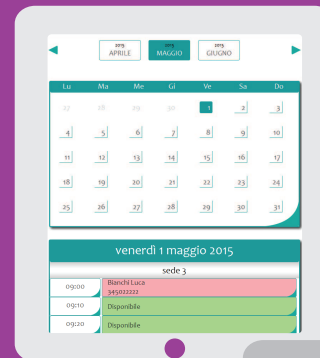 2015 2015 2015
APRILE MAGGIO GIUGNO
Lu Ma Me Gi Ve Sa Do
27 28 29 30 1 2 3
4 5 6 7 8 9 10
11 12 13 14 15 16 17
18 19 20 21 22 23 24
25 26 27 28 29 30 31
venerdì 1 maggio 2015
sede 3
09:00 Bianchi Luca
345022222
09:10 Disponibile
09:20 Disponibile